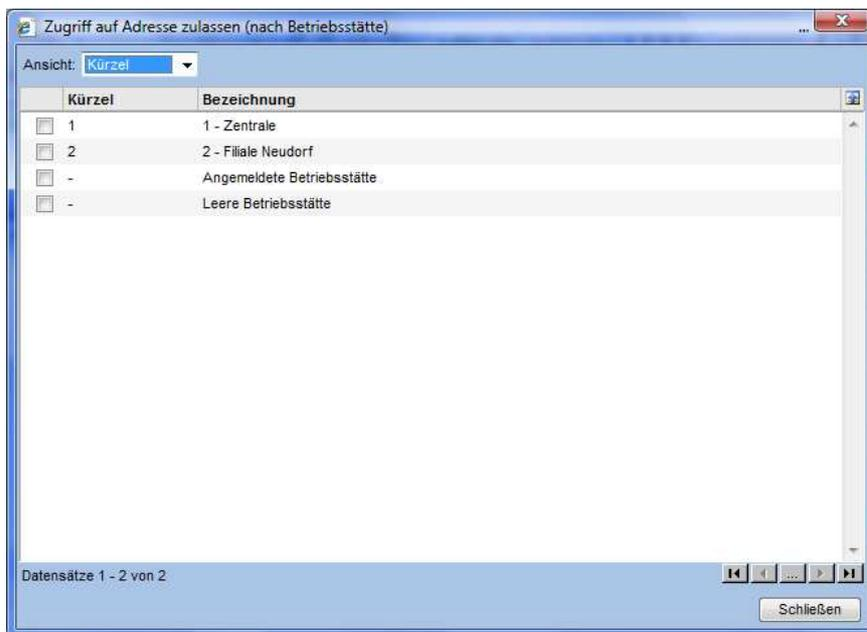 Zugriff auf Adresse zulassen (nach Betriebsstätte)
...
Ansicht: Kürzel
Kürzel Bezeichnung
1 1 - Zentrale
2 2 - Filiale Neudorf
- Angemeldete Betriebsstätte
- Leere Betriebsstätte
Datensätze 1 - 2 von 2
...
Schließen